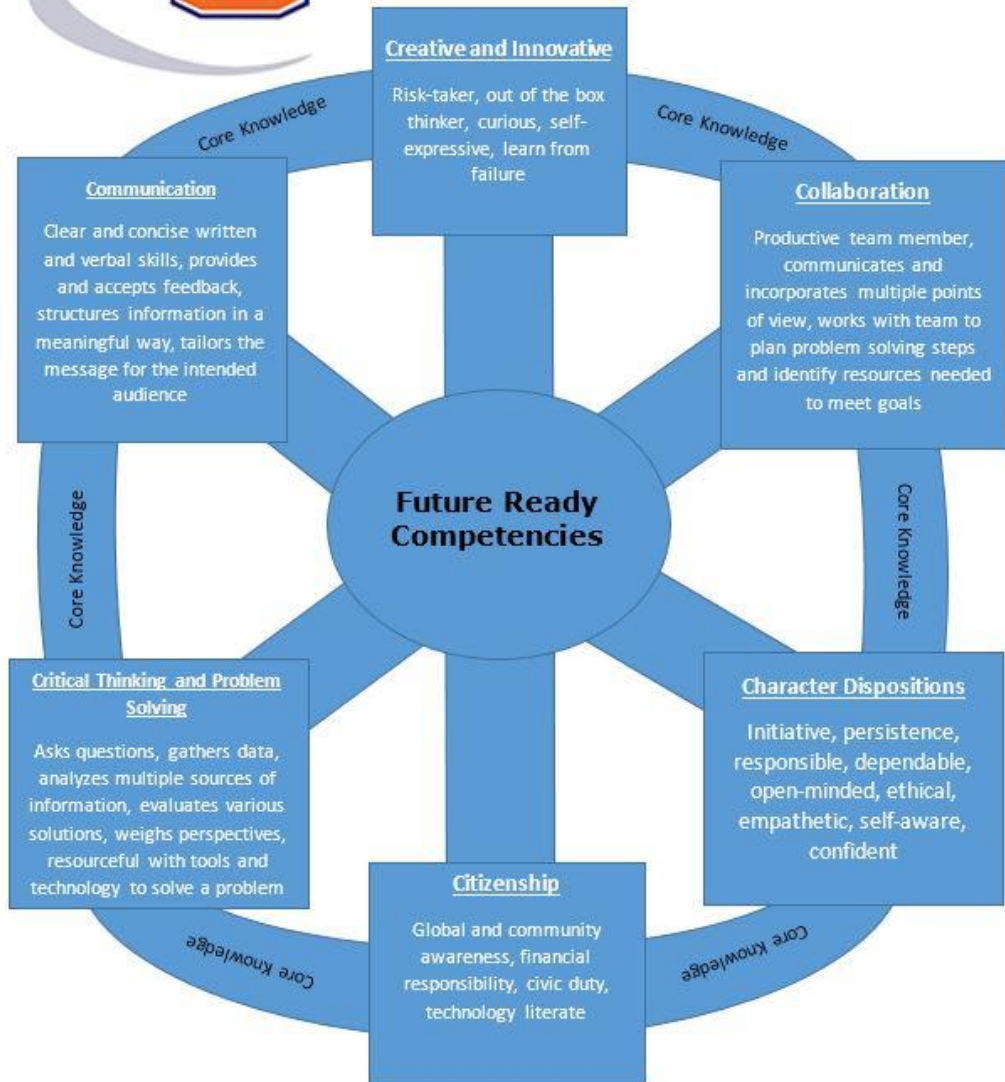 Creative and Innovative
Risk-taker, out of the box
thinker, curious, self-
expressive, learn from
failure
Core Knowledge
Core Knowledge
Communication
Clear and concise written
and verbal skills, provides
and accepts feedback,
structures information in a
meaningful way, tailors the
message for the intended
audience
Collaboration
Productive team member,
communicates and
incorporates multiple points
of view, works with team to
plan problem solving steps
and identify resources needed
to meet goals
Future Ready
Competencies
Core Knowledge
Core Knowledge
Critical Thinking and Problem
Solving
Asks questions, gathers data,
analyzes multiple sources of
information, evaluates various
solutions, weighs perspectives,
resourceful with tools and
technology to solve a problem
Character Dispositions
Initiative, persistence,
responsible, dependable,
open-minded, ethical,
empathetic, self-aware,
confident
Citizenship
Global and community
awareness, financial
responsibility, civic duty,
technology literate
Core Knowledge
Core Knowledge